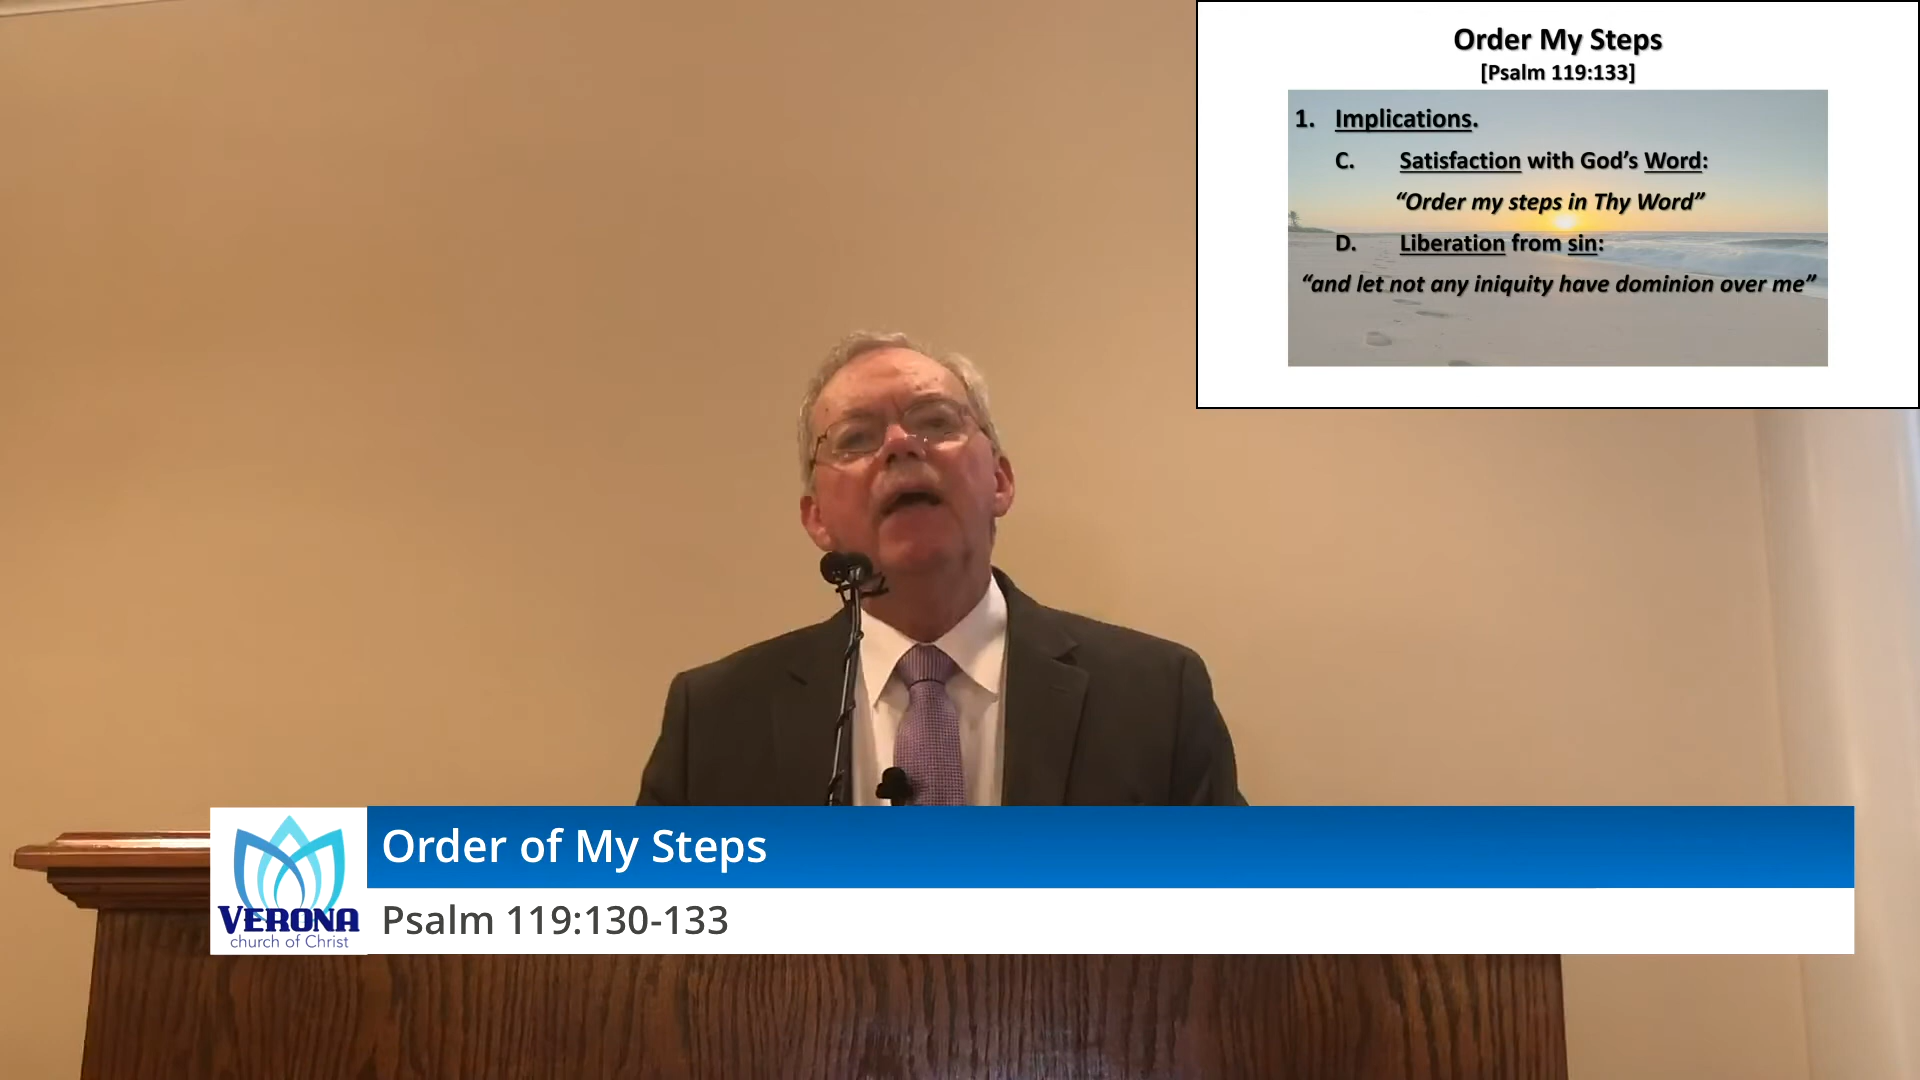 Order My Steps
[Psalm 119:133]
1. Implications.
C. Satisfaction with God’s Word:
“Order my steps in Thy Word”
D. Liberation from sin:
“and let not any iniquity have dominion over me”
Order of My Steps
Psalm 119:130-133
VERONA
church of Christ